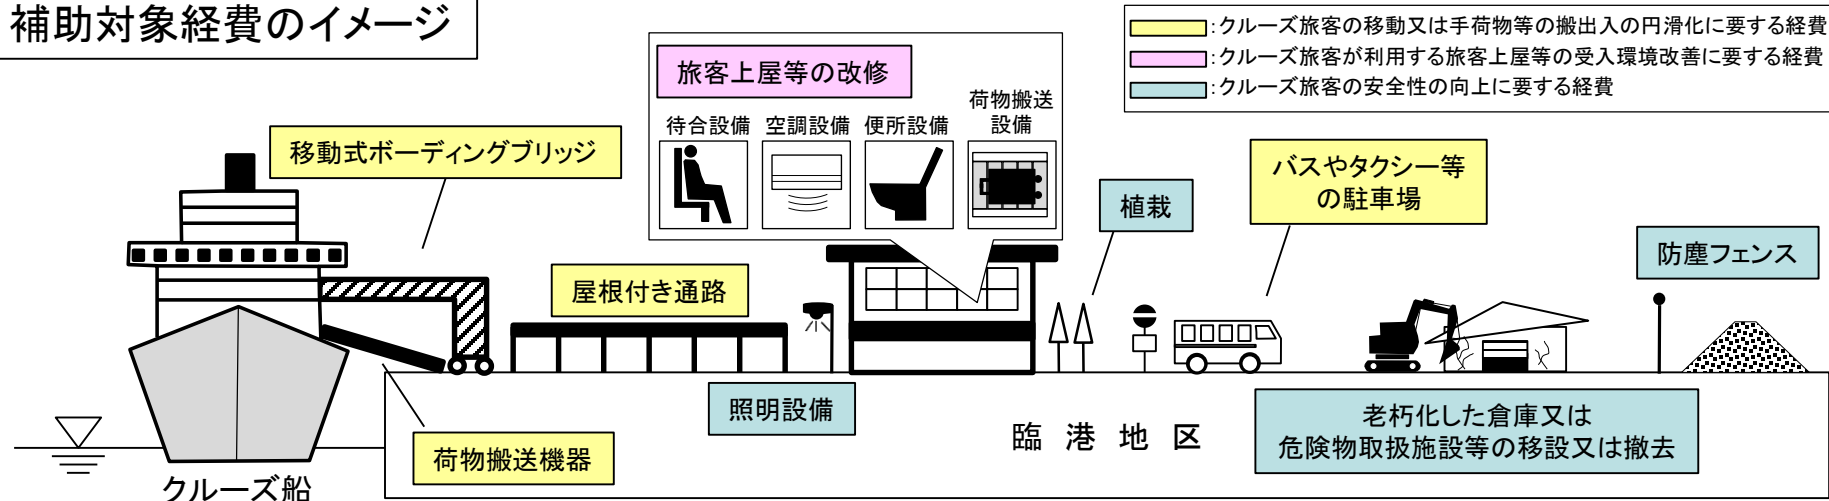 補助対象経費のイメージ
:クルーズ旅客の移動又は手荷物等の搬出入の円滑化に要する経費
:クルーズ旅客が利用する旅客上屋等の受入環境改善に要する経費
:クルーズ旅客の安全性の向上に要する経費
旅客上屋等の改修
待合設備
空調設備
便所設備
荷物搬送
設備
移動式ボーディングブリッジ
バスやタクシー等
の駐車場
植栽
防塵フェンス
屋根付き通路
照明設備
老朽化した倉庫又は
危険物取扱施設等の移設又は撤去
臨港地区
荷物搬送機器
クルーズ船